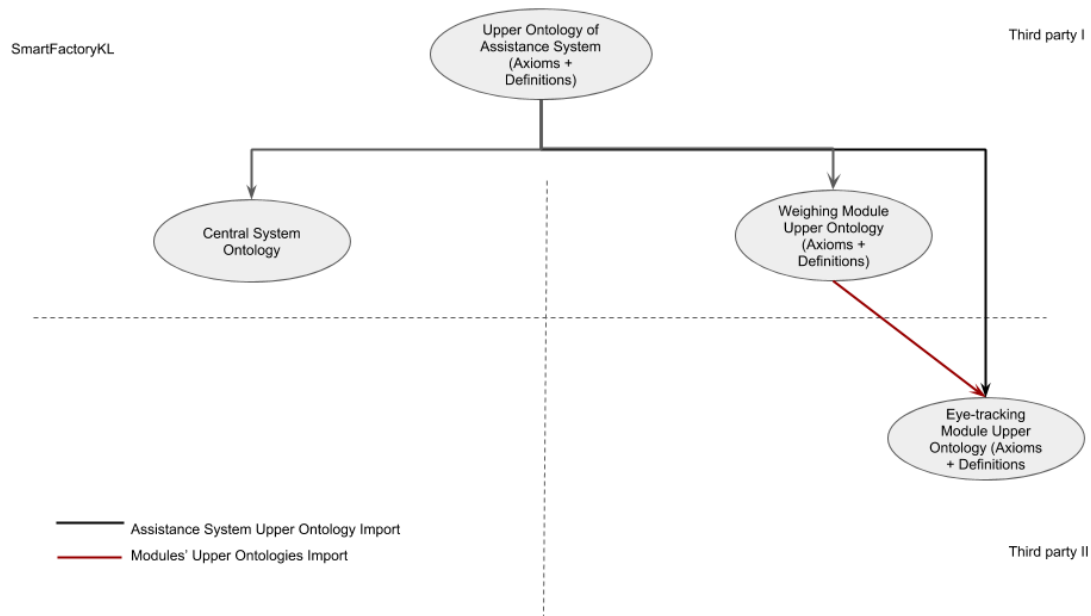 SmartFactoryKL
Upper Ontology of
Assistance System
(Axioms +
Definitions)
Third party I
Central System
Ontology
Weighing Module
Upper Ontology
(Axioms +
Definitions)
Eye-tracking
Module Upper
Ontology (Axioms
+ Definitions
Assistance System Upper Ontology Import
Modules’ Upper Ontologies Import
Third party II